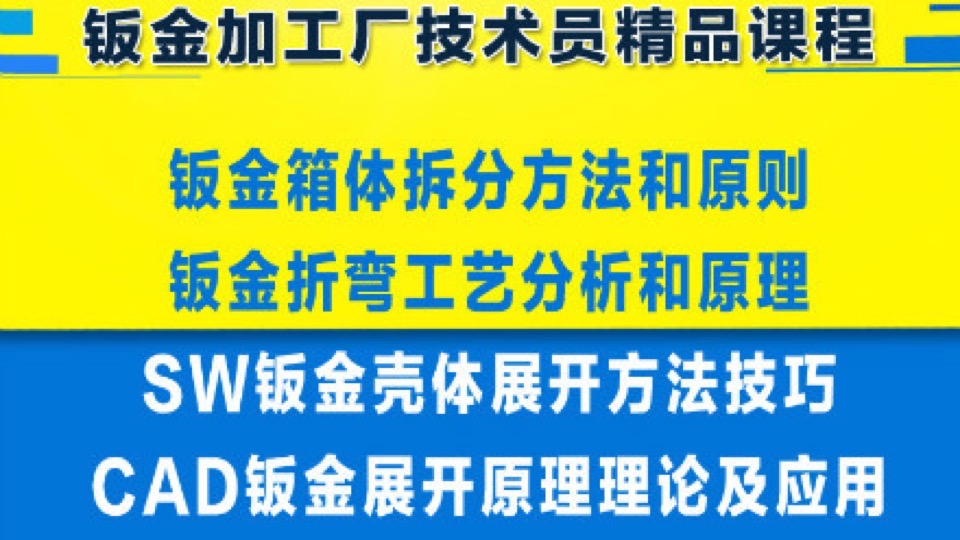 钣金加工厂技术员精品课程
钣金箱体拆分方法和原则
钣金折弯工艺分析和原理
SW钣金壳体展开方法技巧
CAD钣金展开原理理论及应用